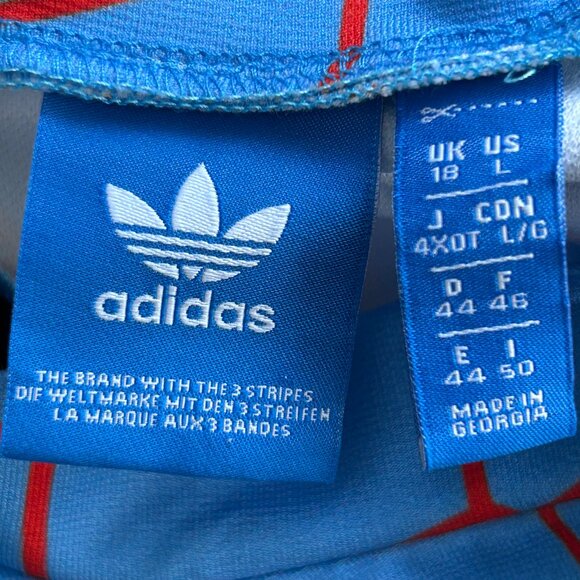 adidas
THE BRAND WITH THE 3 STRIPES
DIE WELTMARKE MIT DEN 3 STREIFEN
LA MARQUE AUX 3 BANDES
UK US
18 L
J CDN
4XOT L/G
D F
44 46
E I
44 50
MADE IN
GEORGIA